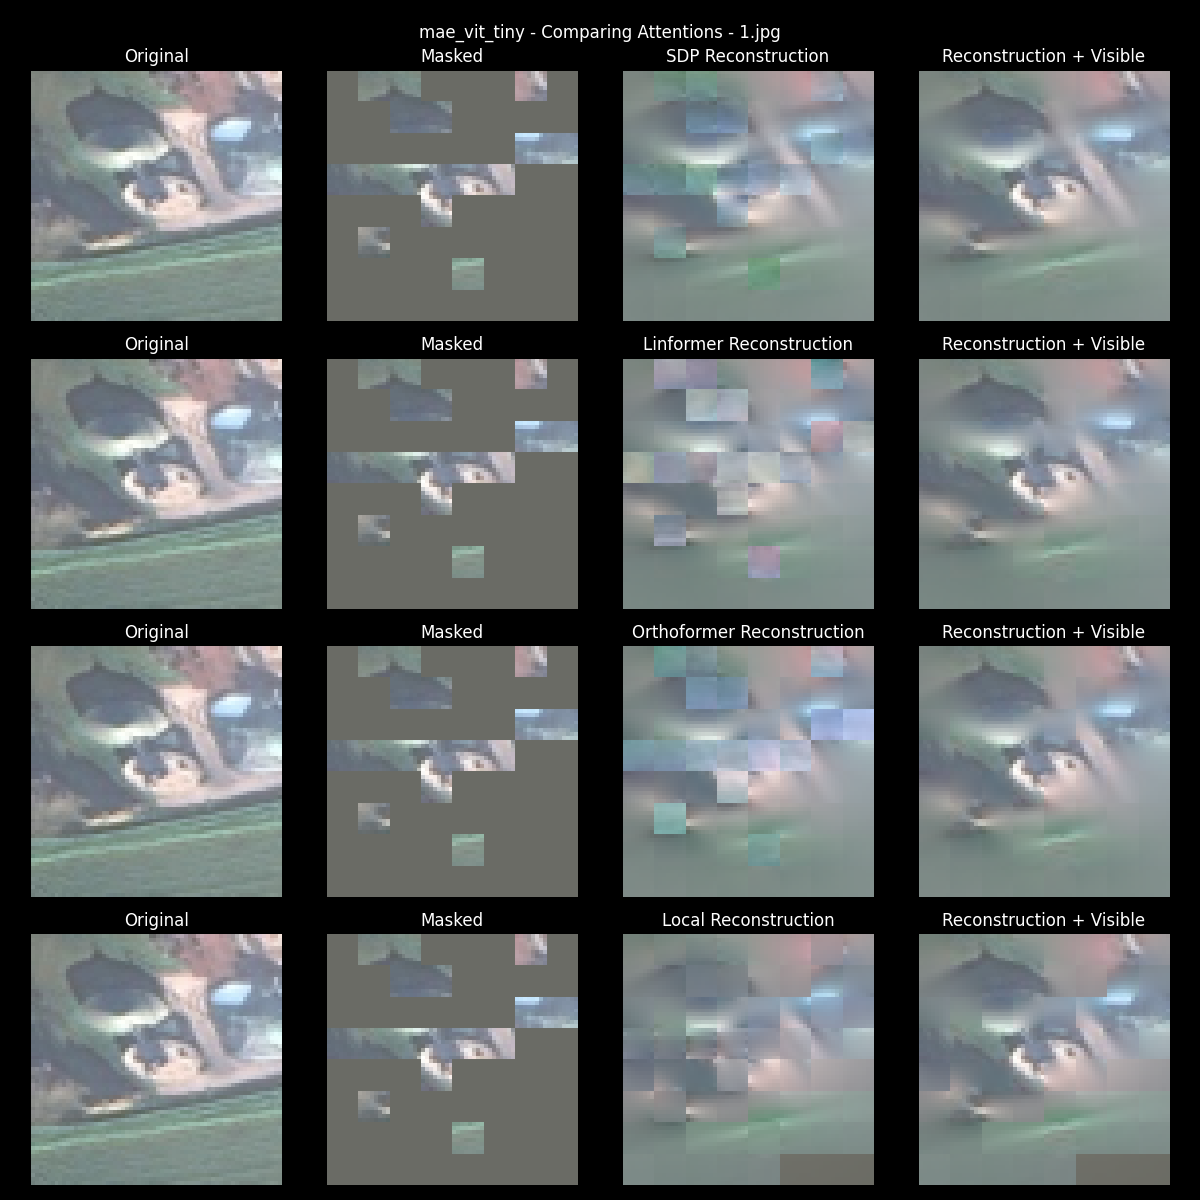 mae_vit_tiny - Comparing Attentions - 1.jpg
Original Masked SDP Reconstruction Reconstruction + Visible
Original Masked Linformer Reconstruction Reconstruction + Visible
Original Masked Orthoformer Reconstruction Reconstruction + Visible
Original Masked Local Reconstruction Reconstruction + Visible